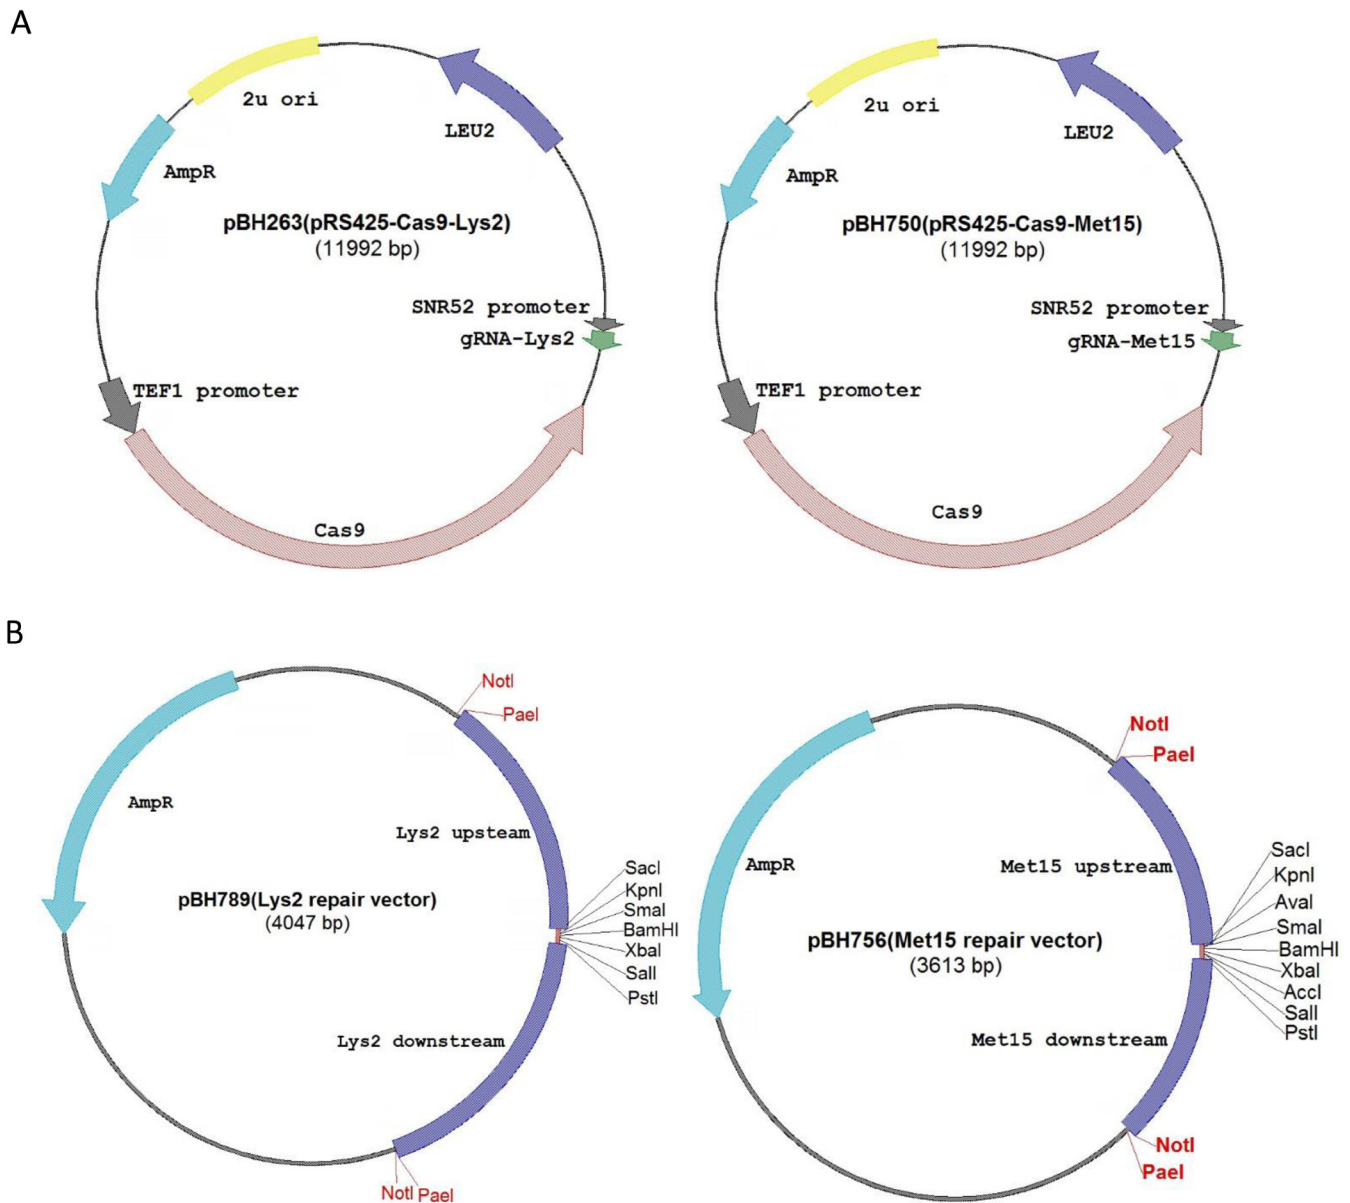 A
2u ori
LEU2
AmpR
pBH263(pRS425-Cas9-Lys2)
(11992 bp)
SNR52 promoter
gRNA-Lys2
TEF1 promoter
Cas9
2u ori
LEU2
AmpR
pBH750(pRS425-Cas9-Met15)
(11992 bp)
SNR52 promoter
gRNA-Met15
TEF1 promoter
Cas9
B
NotI
PaeI
AmpR
Lys2 upsteam
SacI
KpnI
SmaI
BamHI
XbaI
SalI
PstI
pBH789(Lys2 repair vector)
(4047 bp)
Lys2 downstream
NotI
PaeI
NotI
PaeI
AmpR
Met15 upstream
SacI
KpnI
AvaI
SmaI
BamHI
XbaI
AccI
SalI
PstI
pBH756(Met15 repair vector)
(3613 bp)
Met15 downstream
NotI
PaeI